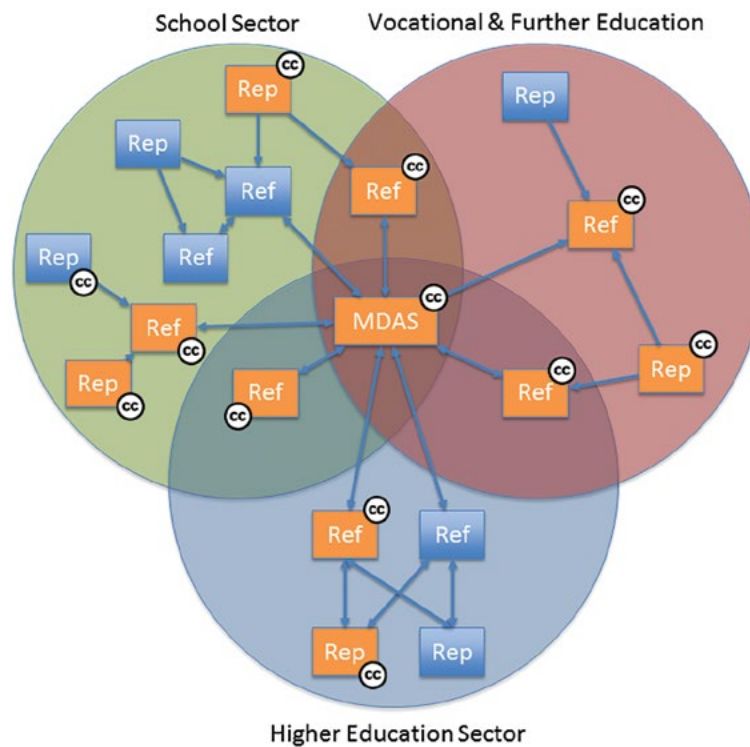 School Sector
Vocational & Further Education
cc
Rep
Rep
Rep
cc
Ref
Ref
cc
Ref
Ref
Rep
cc
cc
MDAS
Ref
cc
cc
Rep
cc
Ref
cc
cc
Ref
Rep
cc
cc
Ref
Ref
Rep
cc
Rep
Higher Education Sector